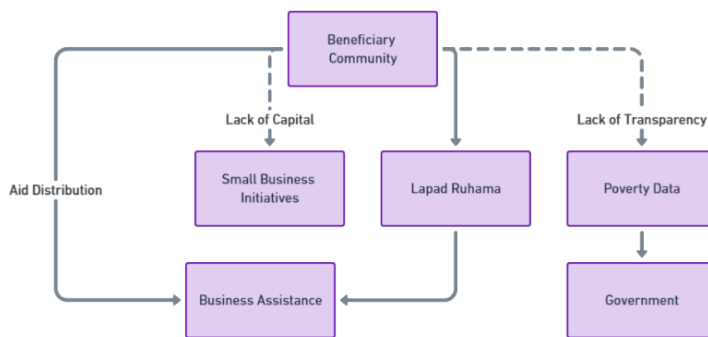 Beneficiary
Community
Lack of Capital
Lack of Transparency
Small Business
Initiatives
Lapad Ruhama
Poverty Data
Aid Distribution
Business Assistance
Government